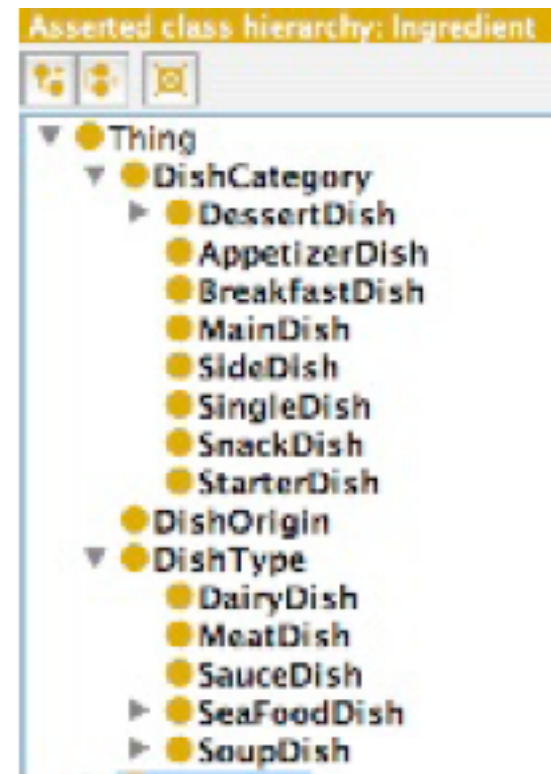 Asserted class hierarchy: Ingredient
Thing
DishCategory
DessertDish
AppetizerDish
BreakfastDish
MainDish
SideDish
SingleDish
SnackDish
StarterDish
DishOrigin
DishType
DairyDish
MeatDish
SauceDish
SeaFoodDish
SoupDish